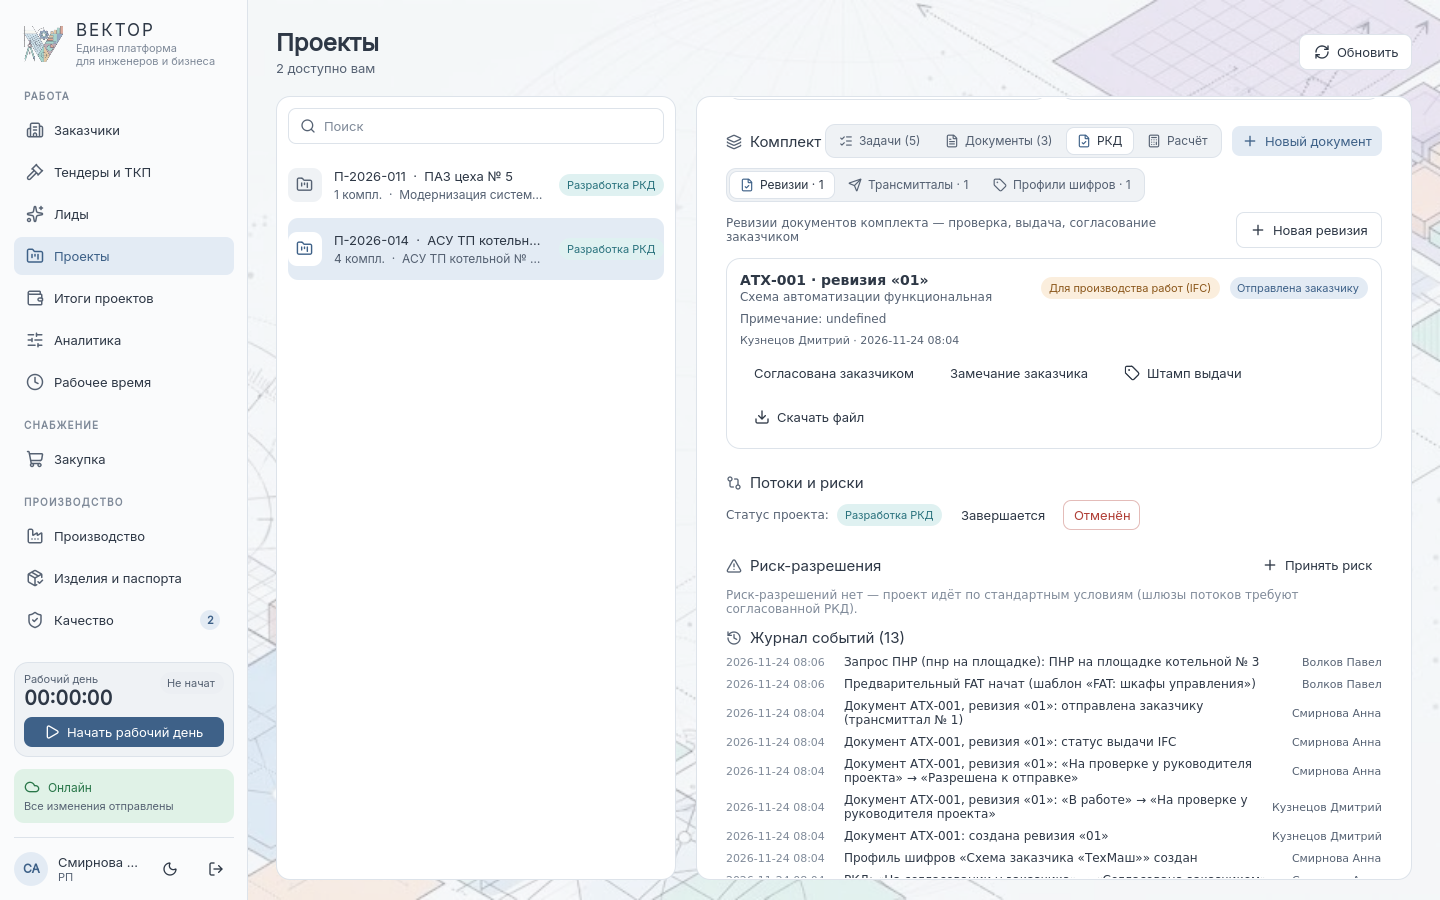 ВЕКТОР
Единая платформа
для инженеров и бизнеса
РАБОТА
Заказчики
Тендеры и ТКП
Лиды
Проекты
Итоги проектов
Аналитика
Рабочее время
СНАБЖЕНИЕ
Закупка
ПРОИЗВОДСТВО
Производство
Изделия и паспорта
Качество
2
Рабочий день
Не начат
00:00:00
Начать рабочий день
Онлайн
Все изменения отправлены
СА
Смирнова ...
РП
Проекты
2 доступно вам
Обновить
Поиск
П-2026-011 · ПАЗ цеха № 5
1 компл. · Модернизация систем...
Разработка РКД
П-2026-014 · АСУ ТП котельн...
4 компл. · АСУ ТП котельной № ...
Разработка РКД
Комплект
Задачи (5)
Документы (3)
РКД
Расчёт
Новый документ
Ревизии · 1
Трансмитталы · 1
Профили шифров · 1
Ревизии документов комплекта — проверка, выдача, согласование
заказчиком
Новая ревизия
АТХ-001 · ревизия «01»
Схема автоматизации функциональная
Для производства работ (IFC)
Отправлена заказчику
Примечание: undefined
Кузнецов Дмитрий · 2026-11-24 08:04
Согласована заказчиком
Замечание заказчика
Штамп выдачи
Скачать файл
Потоки и риски
Статус проекта:
Разработка РКД
Завершается
Отменён
Риск-разрешения
Принять риск
Риск-разрешений нет — проект идёт по стандартным условиям (шлюзы потоков требуют
согласованной РКД).
Журнал событий (13)
2026-11-24 08:06 Запрос ПНР (пнр на площадке): ПНР на площадке котельной № 3 Волков Павел
2026-11-24 08:06 Предварительный FAT начат (шаблон «FAT: шкафы управления») Волков Павел
2026-11-24 08:04 Документ АТХ-001, ревизия «01»: отправлена заказчику
(трансмиттал № 1) Смирнова Анна
2026-11-24 08:04 Документ АТХ-001, ревизия «01»: статус выдачи IFC Смирнова Анна
2026-11-24 08:04 Документ АТХ-001, ревизия «01»: «На проверке у руководителя
проекта» → «Разрешена к отправке» Смирнова Анна
2026-11-24 08:04 Документ АТХ-001, ревизия «01»: «В работе» → «На проверке у
руководителя проекта» Кузнецов Дмитрий
2026-11-24 08:04 Документ АТХ-001: создана ревизия «01» Кузнецов Дмитрий
2026-11-24 08:04 Профиль шифров «Схема заказчика «ТехМаш»» создан Смирнова Анна